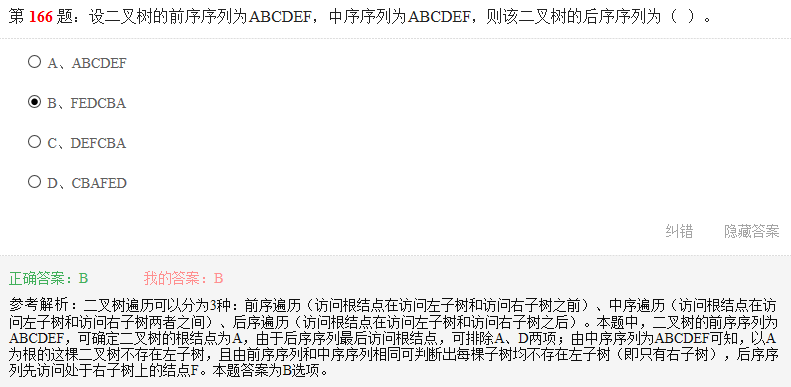 第 166 题：设二叉树的前序序列为ABCDEF，中序序列为ABCDEF，则该二叉树的后序序列为（ ）。
A、ABCDEF
B、FEDCBA
C、DEFCBA
D、CBAFED
纠错 隐藏答案
正确答案：B 我的答案：B
参考解析：二叉树遍历可以分为3种：前序遍历（访问根结点在访问左子树和访问右子树之前）、中序遍历（访问根结点在访
问左子树和访问右子树两者之间）、后序遍历（访问根结点在访问左子树和访问右子树之后）。本题中，二叉树的前序序列为
ABCDEF，可确定二叉树的根结点为A，由于后序序列最后访问根结点，可排除A、D两项；由中序序列为ABCDEF可知，以A
为根的这棵二叉树不存在左子树，且由前序序列和中序序列相同可判断出每棵子树均不存在左子树（即只有右子树），后序序
列先访问处于右子树上的结点F。本题答案为B选项。